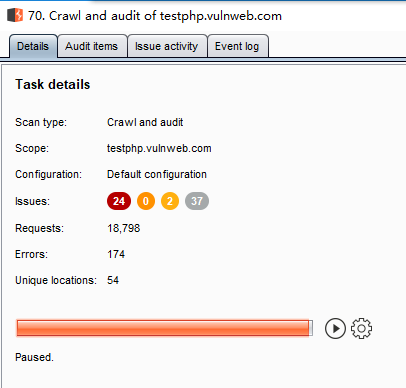 70. Crawl and audit of testphp.vulnweb.com
Details Audit items Issue activity Event log
Task details
Scan type: Crawl and audit
Scope: testphp.vulnweb.com
Configuration: Default configuration
Issues: 24 0 2 37
Requests: 18,798
Errors: 174
Unique locations: 54
Paused.